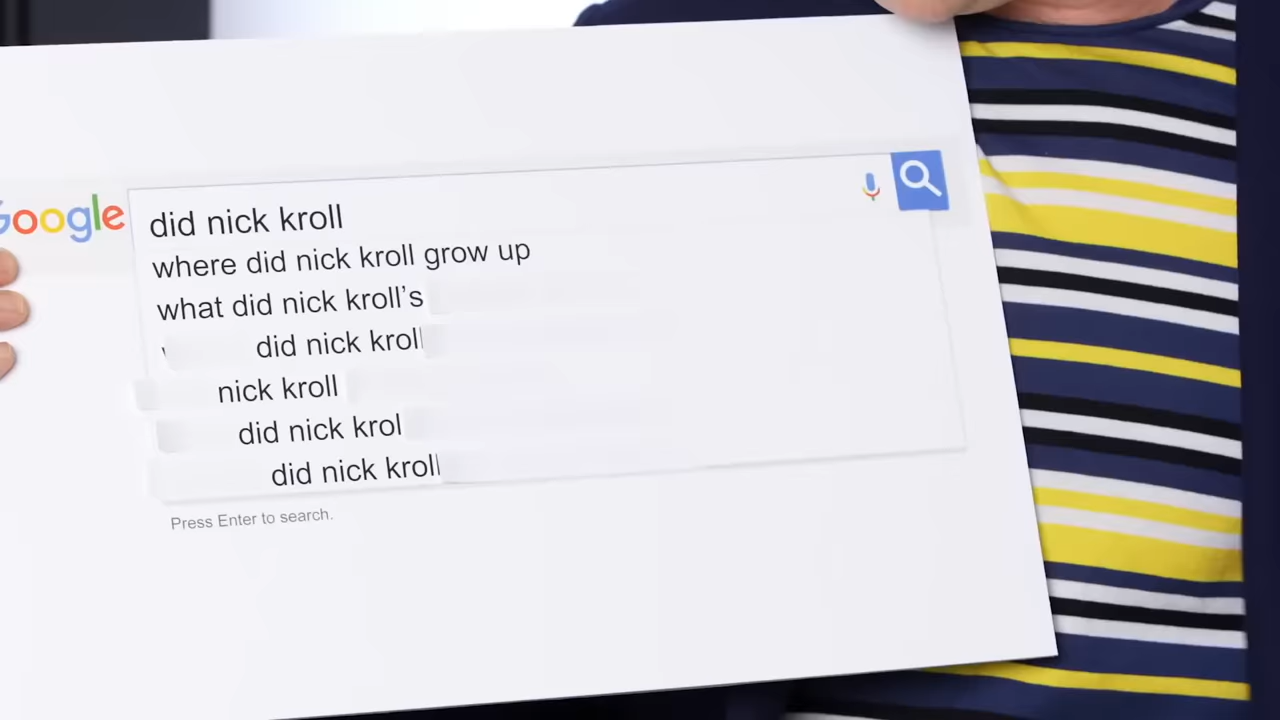 Google
did nick kroll
where did nick kroll grow up
what did nick kroll's
did nick kroll
nick kroll
did nick krol
did nick kroll
Press Enter to search.